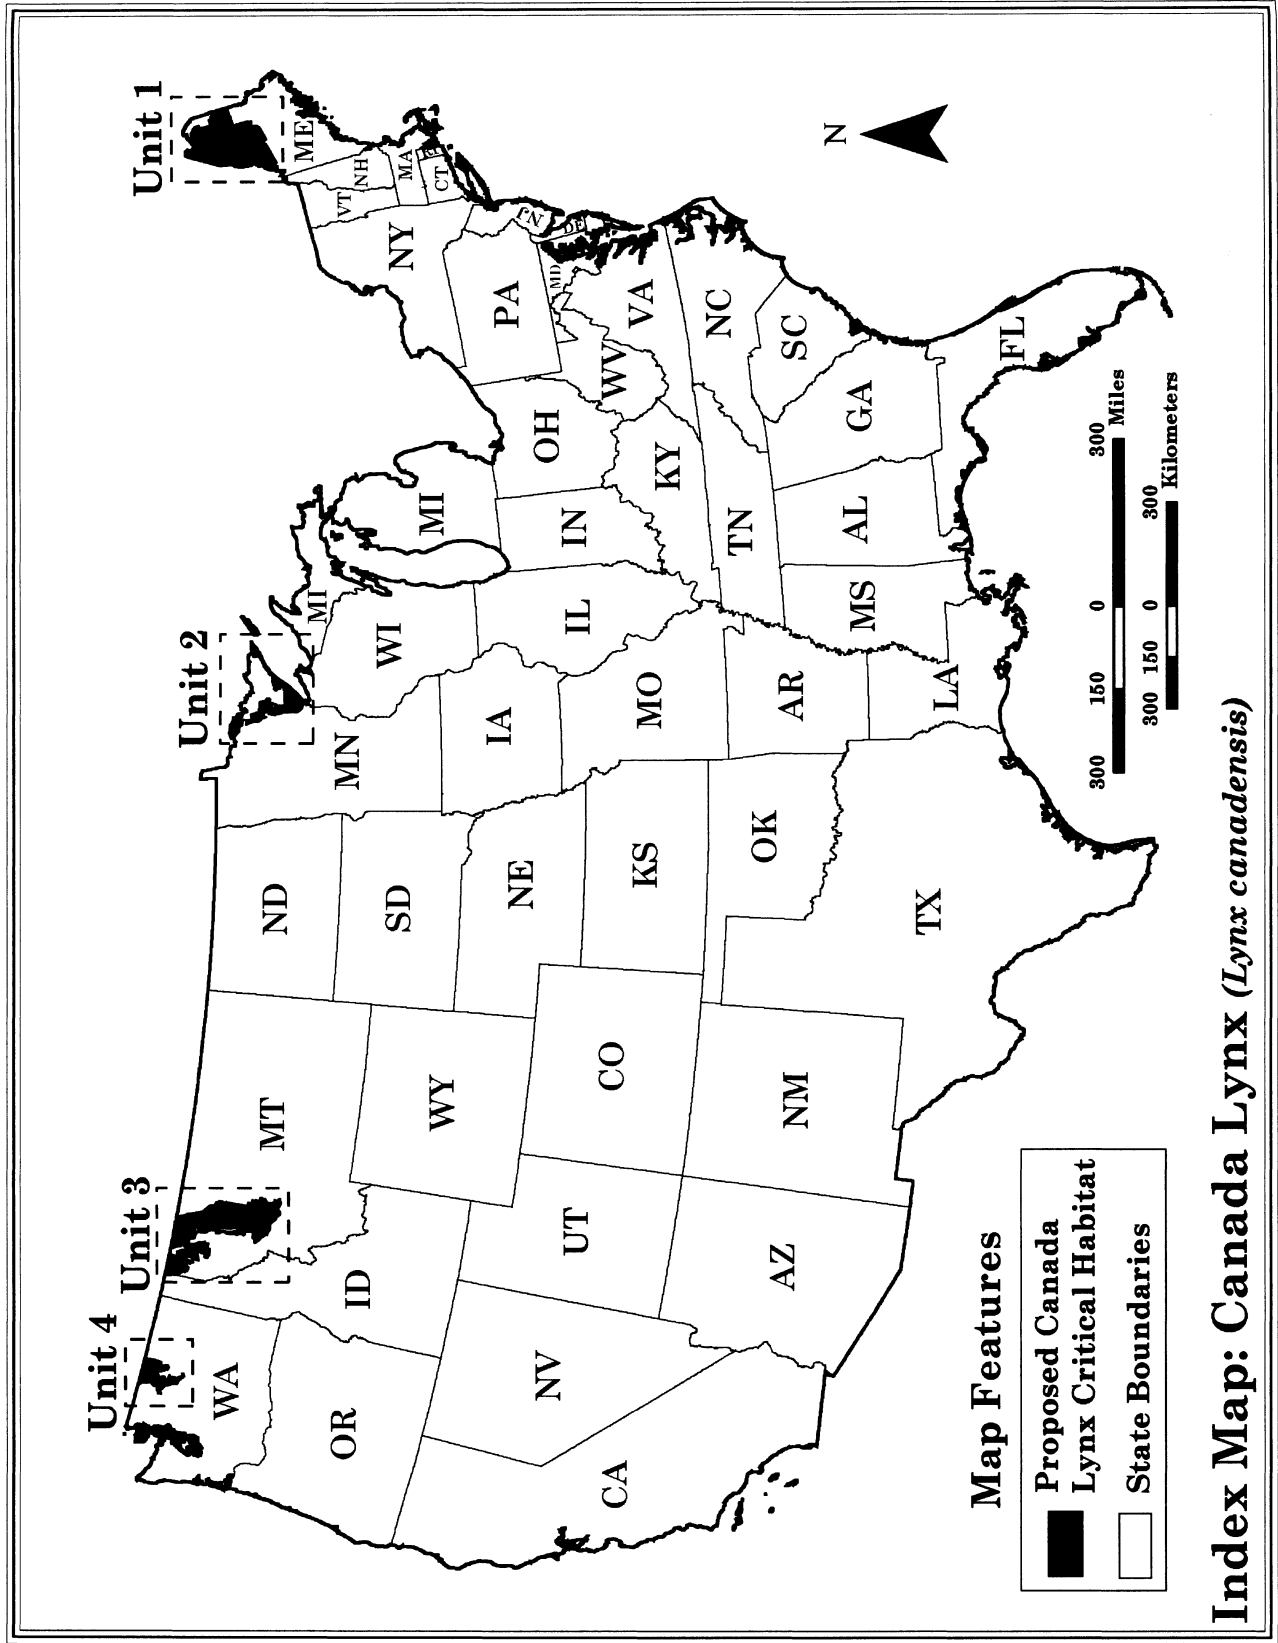 Unit 4
Unit 3
Unit 2
Unit 1
WA
OR
CA
ID
NV
MT
WY
UT
AZ
CO
NM
ND
SD
NE
KS
OK
TX
MN
IA
MO
AR
LA
WI
MI
IL
MI
IN
OH
KY
TN
MS
AL
GA
FL
SC
NC
VA
WV
PA
NY
VT
NH
ME
MA
RI
CT
NJ
DE
MD
N
Map Features
Proposed Canada
Lynx Critical Habitat
State Boundaries
300 150 0 300 Miles
300 150 0 300 Kilometers
Index Map: Canada Lynx (Lynx canadensis)